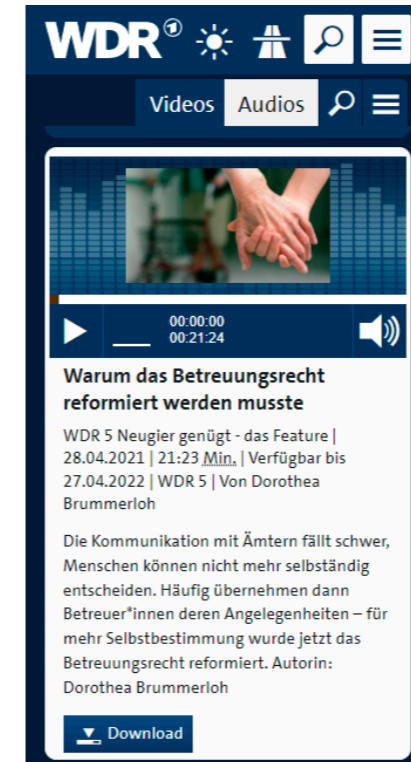 WDR®
Videos Audios
00:00:00
00:21:24
Warum das Betreuungsrecht
reformiert werden musste
WDR 5 Neugier genügt - das Feature |
28.04.2021 | 21:23 Min. | Verfügbar bis
27.04.2022 | WDR 5 | Von Dorothea
Brummerloh
Die Kommunikation mit Ämtern fällt schwer,
Menschen können nicht mehr selbständig
entscheiden. Häufig übernehmen dann
Betreuer*innen deren Angelegenheiten – für
mehr Selbstbestimmung wurde jetzt das
Betreuungsrecht reformiert. Autorin:
Dorothea Brummerloh
Download